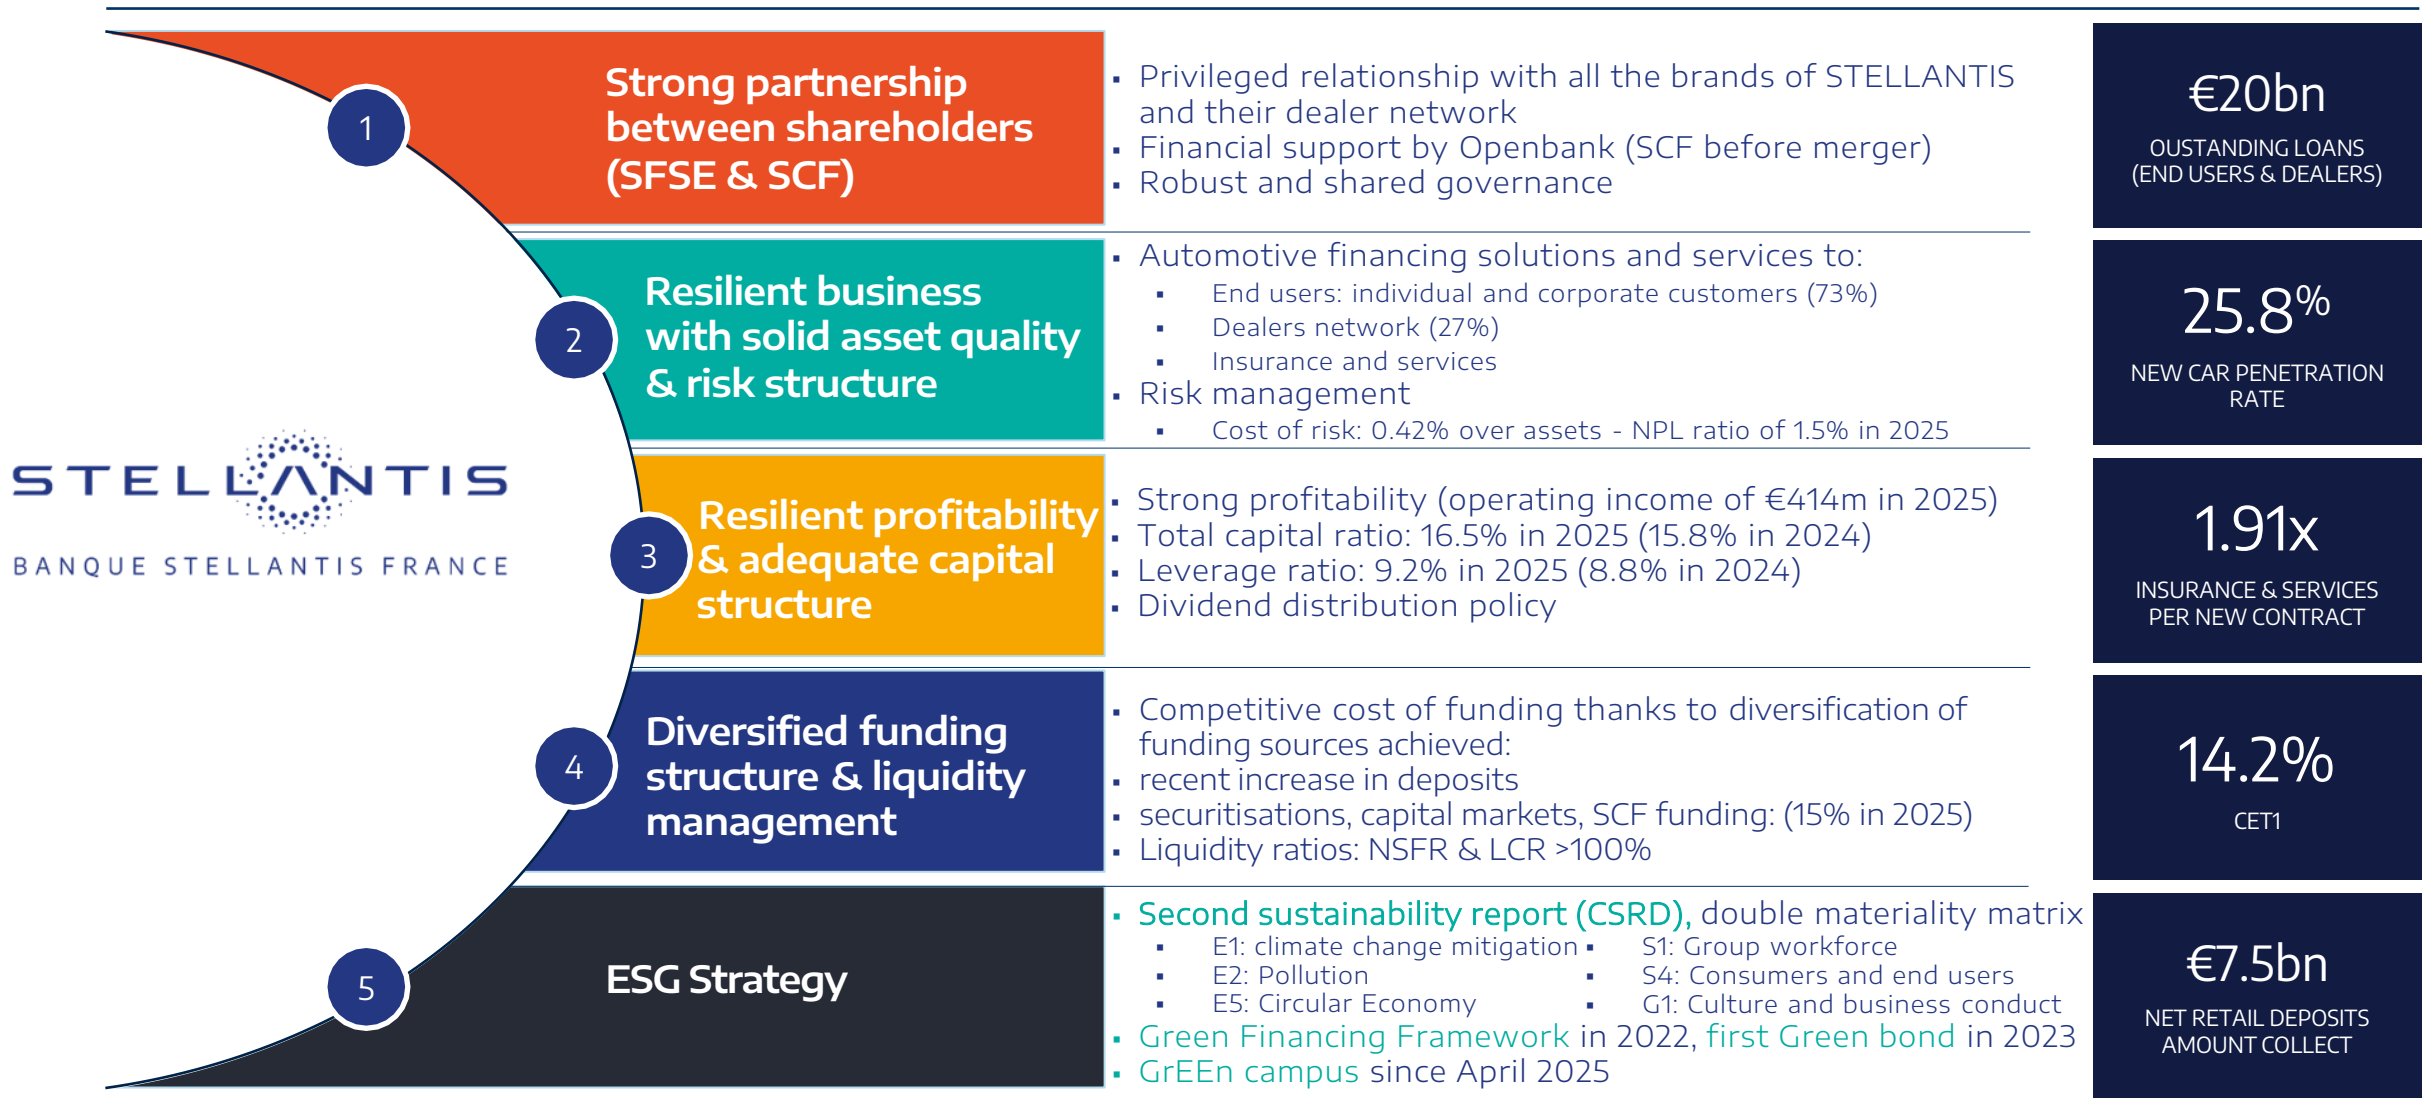 STELLANTIS
BANQUE STELLANTIS FRANCE
1
Strong partnership
between shareholders
(SFSE & SCF)
▪ Privileged relationship with all the brands of STELLANTIS
and their dealer network
▪ Financial support by Openbank (SCF before merger)
▪ Robust and shared governance
€20bn
OUSTANDING LOANS
(END USERS & DEALERS)
2
Resilient business
with solid asset quality
& risk structure
▪ Automotive financing solutions and services to:
▪ End users: individual and corporate customers (73%)
▪ Dealers network (27%)
▪ Insurance and services
▪ Risk management
▪ Cost of risk: 0.42% over assets - NPL ratio of 1.5% in 2025
25.8%
NEW CAR PENETRATION
RATE
3
Resilient profitability
& adequate capital
structure
▪ Strong profitability (operating income of €414m in 2025)
▪ Total capital ratio: 16.5% in 2025 (15.8% in 2024)
▪ Leverage ratio: 9.2% in 2025 (8.8% in 2024)
▪ Dividend distribution policy
1.91x
INSURANCE & SERVICES
PER NEW CONTRACT
4
Diversified funding
structure & liquidity
management
▪ Competitive cost of funding thanks to diversification of
funding sources achieved:
▪ recent increase in deposits
▪ securitisations, capital markets, SCF funding: (15% in 2025)
▪ Liquidity ratios: NSFR & LCR >100%
14.2%
CET1
5
ESG Strategy
▪ Second sustainability report (CSRD), double materiality matrix
▪ E1: climate change mitigation
▪ E2: Pollution
▪ E5: Circular Economy
▪ S1: Group workforce
▪ S4: Consumers and end users
▪ G1: Culture and business conduct
▪ Green Financing Framework in 2022, first Green bond in 2023
▪ GrEEn campus since April 2025
€7.5bn
NET RETAIL DEPOSITS
AMOUNT COLLECT